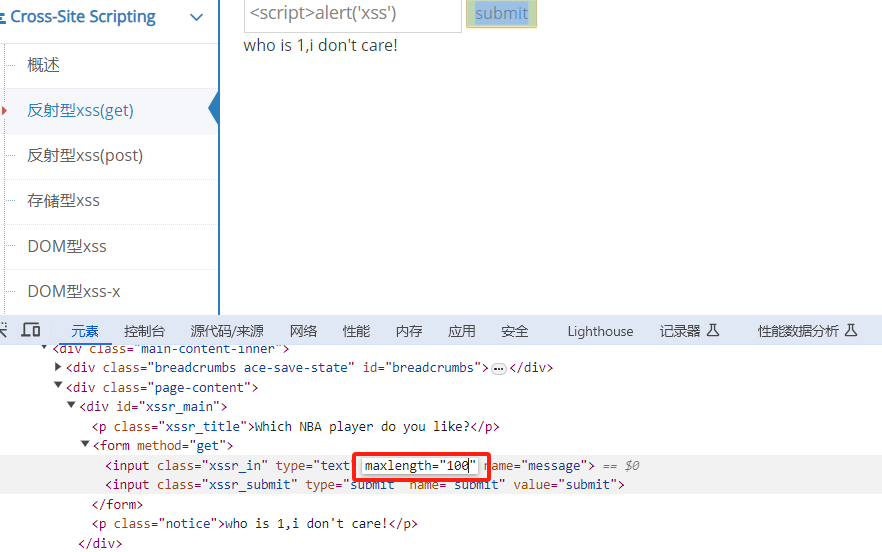 Cross-Site Scripting
概述
反射型xss(get)
反射型xss(post)
存储型xss
DOM型xss
DOM型xss-x
<script>alert('xss')
submit
who is 1,i don't care!
元素 控制台 源代码/来源 网络 性能 内存 应用 安全 Lighthouse 记录器 性能数据分析
<div class="main-content-inner">
<div class="breadcrumbs ace-save-state" id="breadcrumbs">…</div>
<div class="page-content">
<div id="xssr_main">
<p class="xssr_title">Which NBA player do you like?</p>
<form method="get">
<input class="xssr_in" type="text" maxlength="100" name="message"> == $0
<input class="xssr_submit" type="submit" name="submit" value="submit">
</form>
<p class="notice">who is 1,i don't care!</p>
</div>